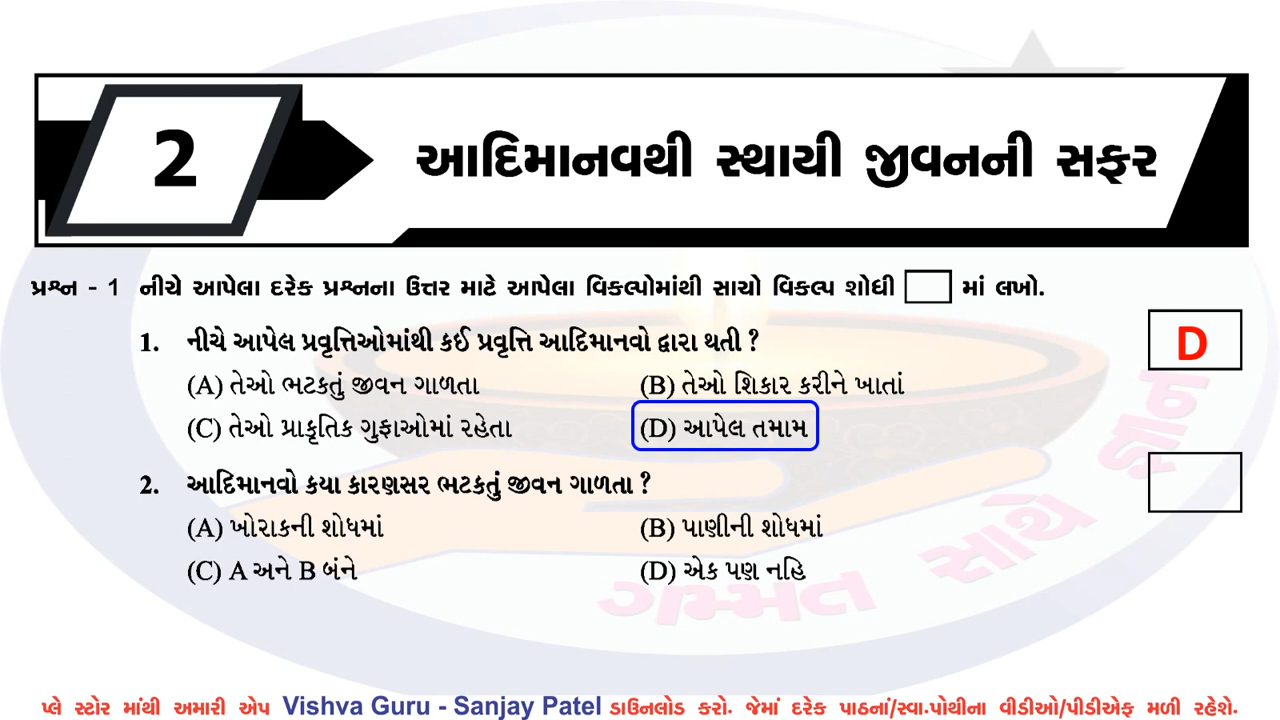 2
આદિમાનવથી સ્થાયી જીવનની સફર
પ્રશ્ન - 1 નીચે આપેલા દરેક પ્રશ્નના ઉત્તર માટે આપેલા વિકલ્પોમાંથી સાચો વિકલ્પ શોધી માં લખો.
1. નીચે આપેલ પ્રવૃત્તિઓમાંથી કઈ પ્રવૃત્તિ આદિમાનવો દ્વારા થતી ?
D
(A) તેઓ ભટકતું જીવન ગાળતા (B) તેઓ શિકાર કરીને ખાતાં
(C) તેઓ પ્રાકૃતિક ગુફાઓમાં રહેતા (D) આપેલ તમામ
2. આદિમાનવો કયા કારણસર ભટકતું જીવન ગાળતા ?
(A) ખોરાકની શોધમાં (B) પાણીની શોધમાં
(C) A અને B બંને (D) એક પણ નહિ
ગમ્મત સાથે જ્ઞાન
પ્લે સ્ટોર માંથી અમારી એપ Vishva Guru - Sanjay Patel ડાઉનલોડ કરો. જેમાં દરેક પાઠનાં/સ્વા.પોથીના વીડીઓ/પીડીએફ મળી રહેશે.